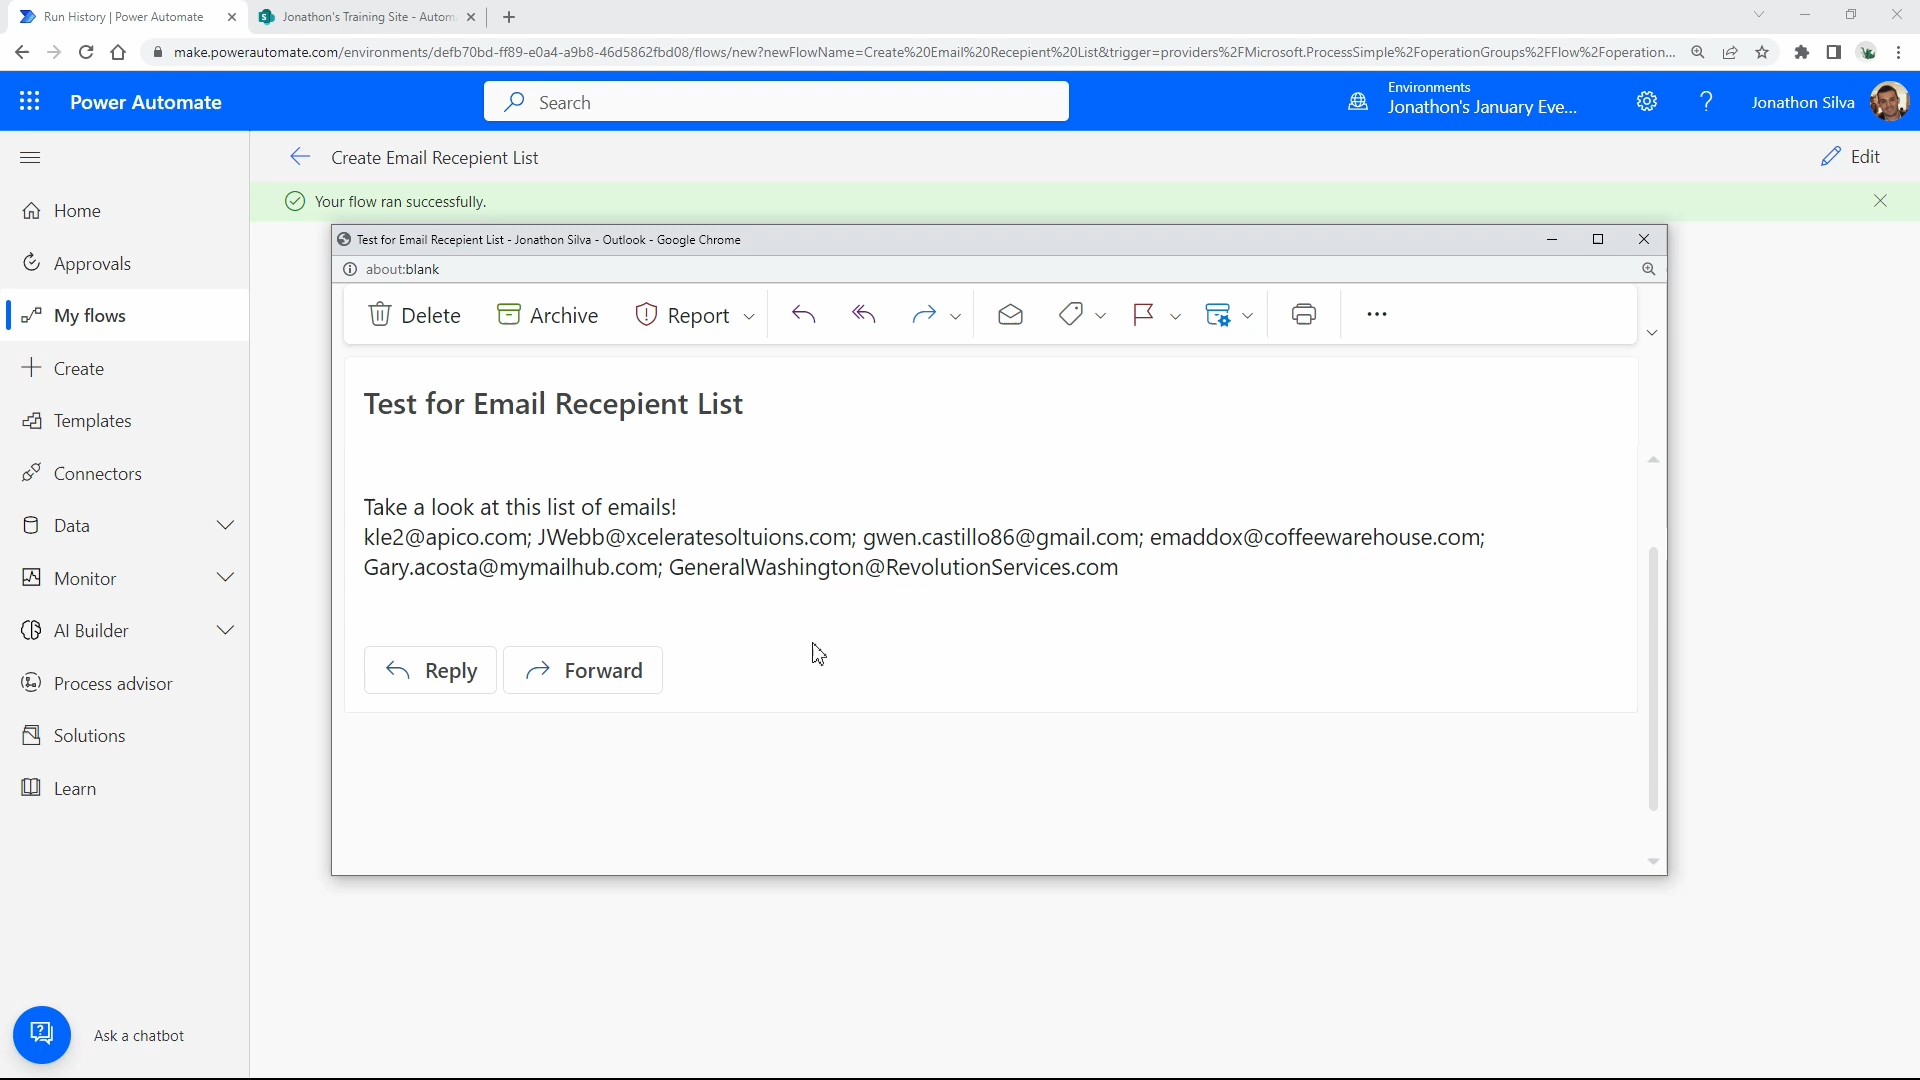 Run History | Power Automate
Jonathon's Training Site - Autom
make.powerautomate.com/environments/defb70bd-ff89-e0a4-a9b8-46d5862fbd08/flows/new?newFlowName=Create%20Email%20Recepient%20List&trigger=providers%2FMicrosoft.ProcessSimple%2FoperationGroups%2FFlow%2Foperation...
Power Automate
Search
Environments
Jonathon's January Eve...
Jonathon Silva
Create Email Recepient List
Edit
Your flow ran successfully.
Home
Approvals
My flows
Create
Templates
Connectors
Data
Monitor
AI Builder
Process advisor
Solutions
Learn
Ask a chatbot
Test for Email Recepient List - Jonathon Silva - Outlook - Google Chrome
about:blank
Delete
Archive
Report
Test for Email Recepient List
Take a look at this list of emails!
kle2@apico.com; JWebb@xceleratesoltuions.com; gwen.castillo86@gmail.com; emaddox@coffeewarehouse.com;
Gary.acosta@mymailhub.com; GeneralWashington@RevolutionServices.com
Reply
Forward